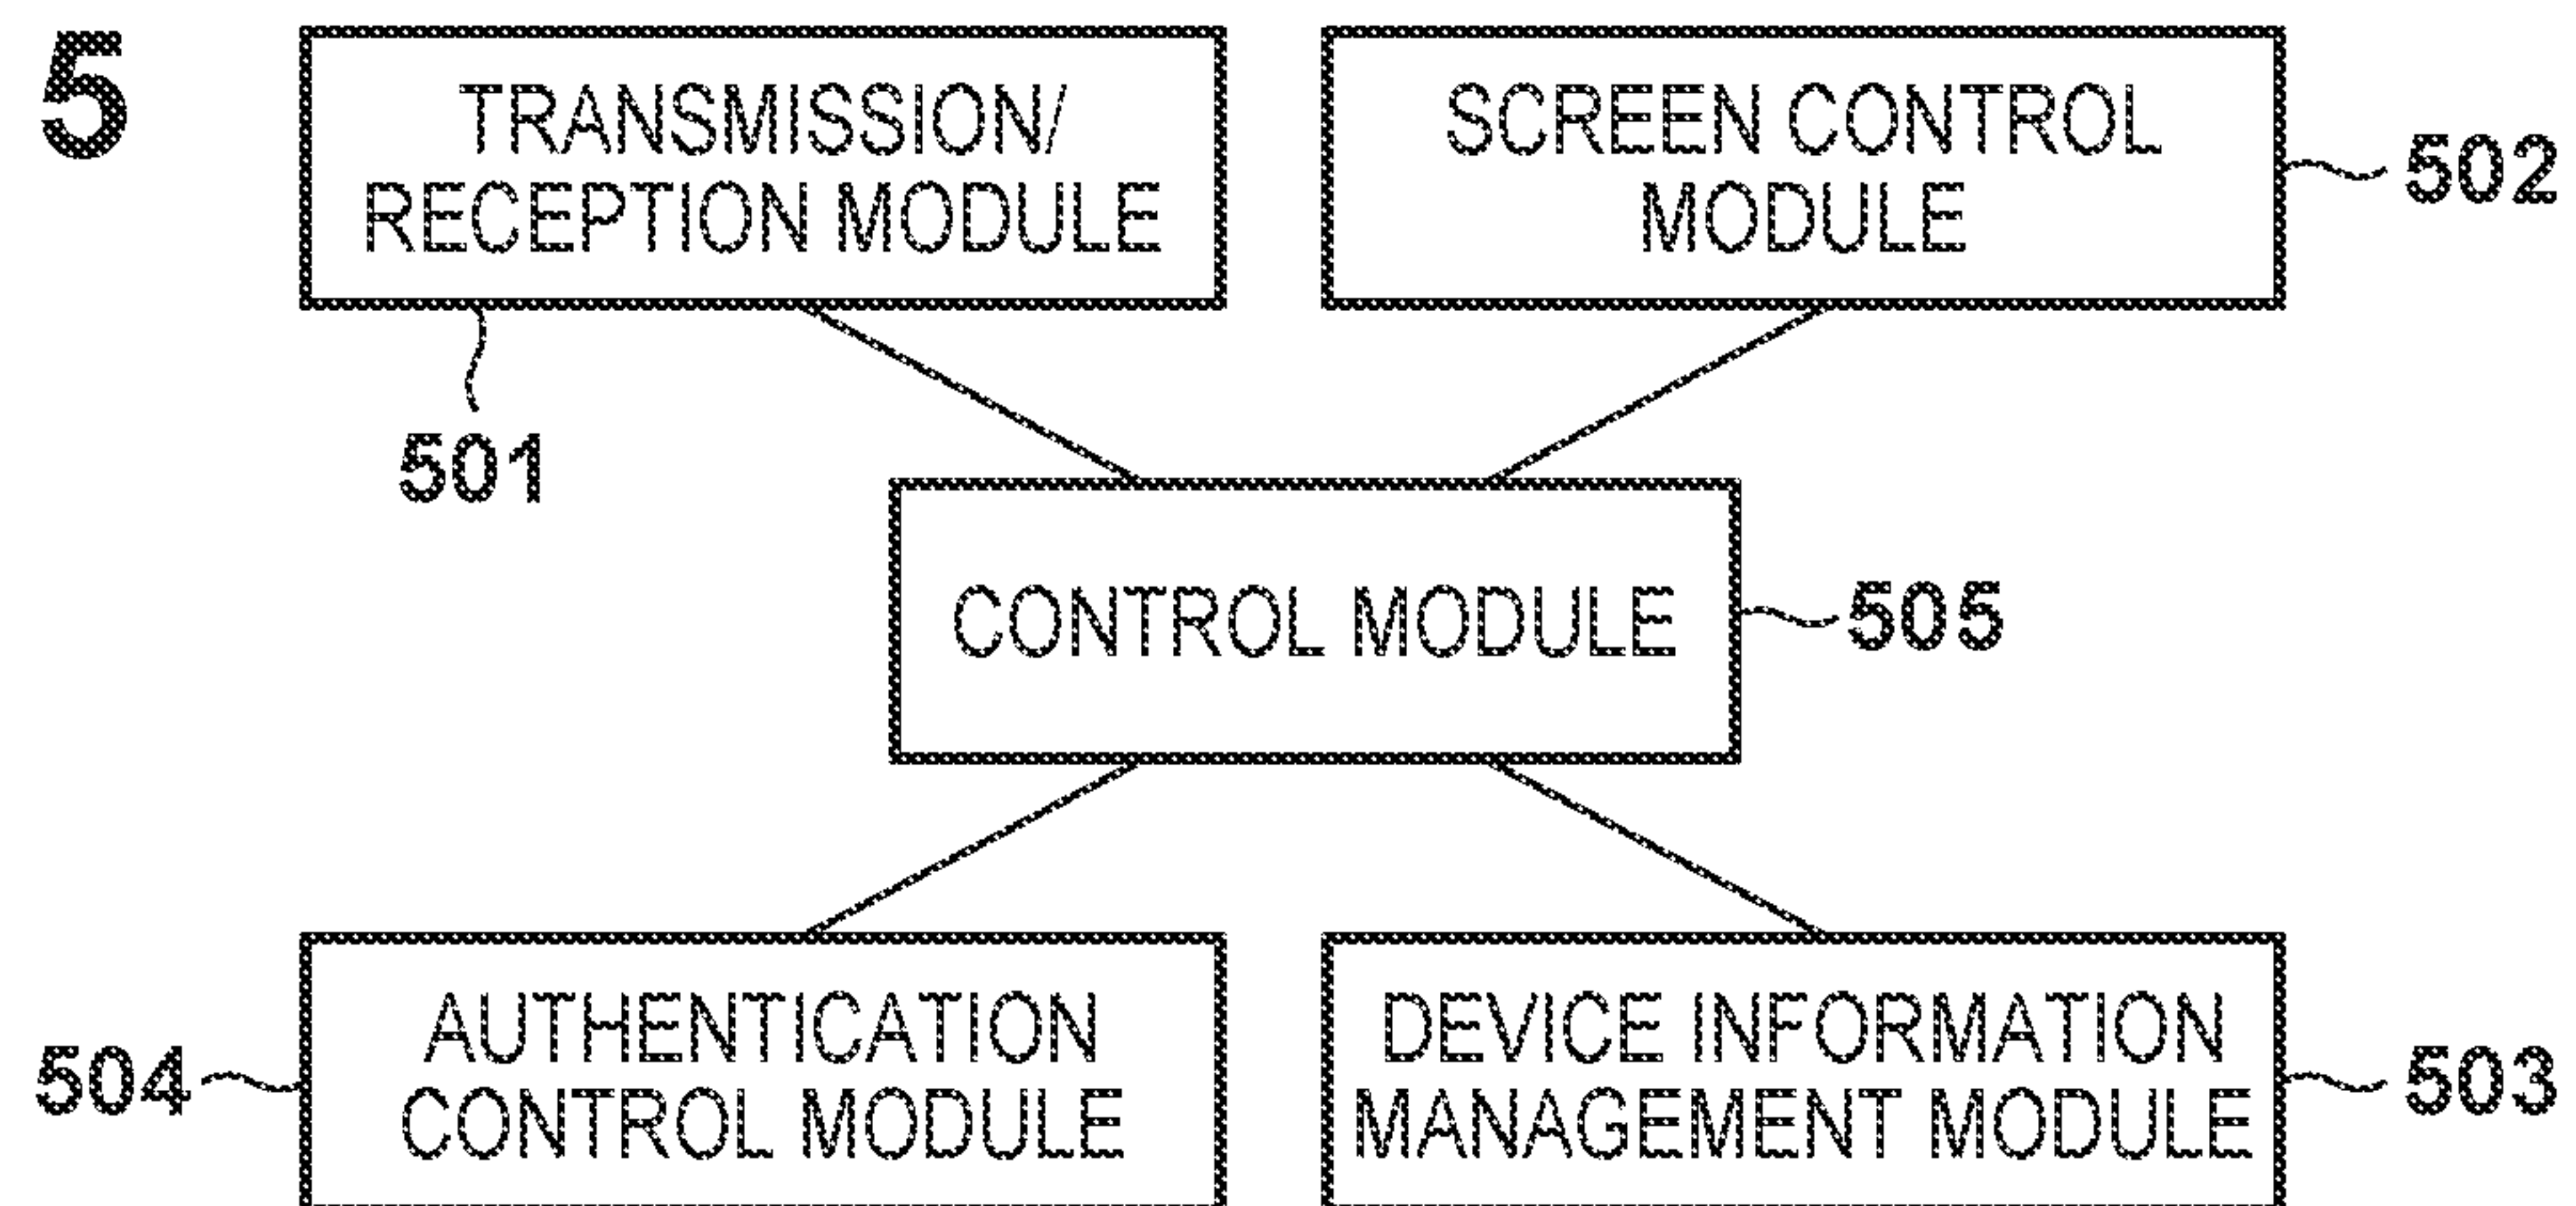 5
TRANSMISSION/
RECEPTION MODULE
501
SCREEN CONTROL
MODULE
502
CONTROL MODULE
505
504
AUTHENTICATION
CONTROL MODULE
DEVICE INFORMATION
MANAGEMENT MODULE
503